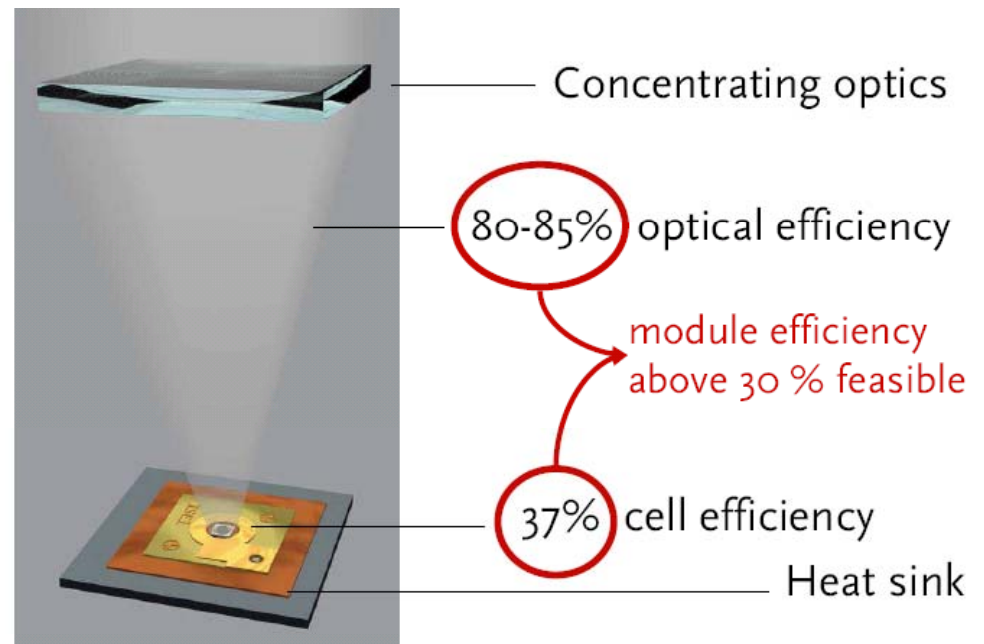 Concentrating optics
80-85% optical efficiency
module efficiency
above 30 % feasible
37% cell efficiency
Heat sink